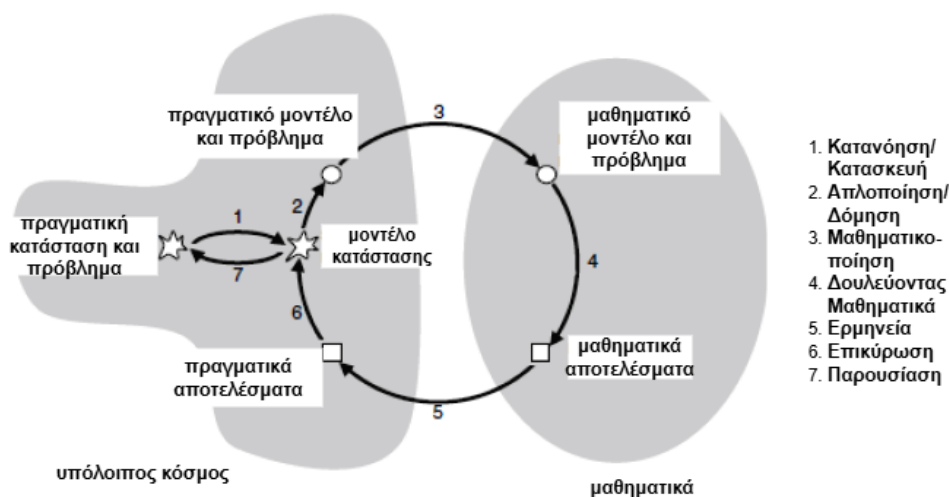 πραγματικό μοντέλο
και πρόβλημα
3
μαθηματικό
μοντέλο και
πρόβλημα
1. Κατανόηση/
Κατασκευή
2. Απλοποίηση/
Δόμηση
3. Μαθηματικο-
ποίηση
4. Δουλεύοντας
Μαθηματικά
5. Ερμηνεία
6. Επικύρωση
7. Παρουσίαση
πραγματική
κατάσταση και
πρόβλημα
1
2
7
μοντέλο
κατάστασης
4
6
πραγματικά
αποτελέσματα
μαθηματικά
αποτελέσματα
5
υπόλοιπος κόσμος
μαθηματικά